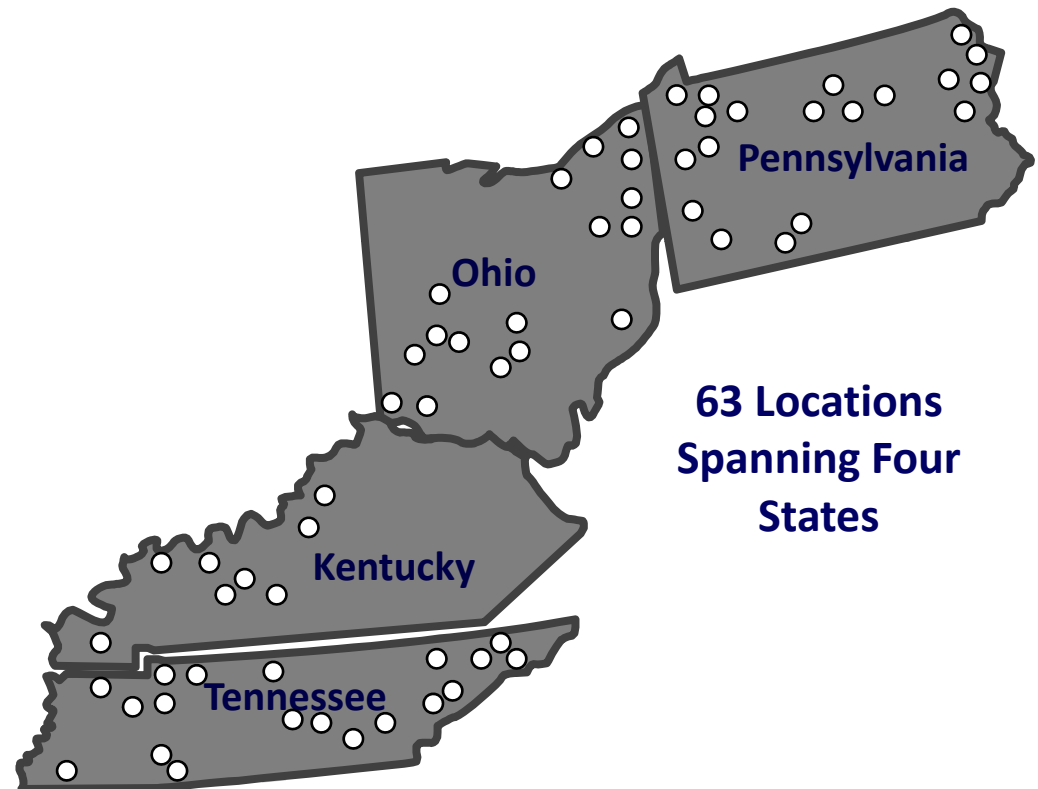 Pennsylvania
Ohio
63 Locations
Spanning Four
States
Kentucky
Tennessee